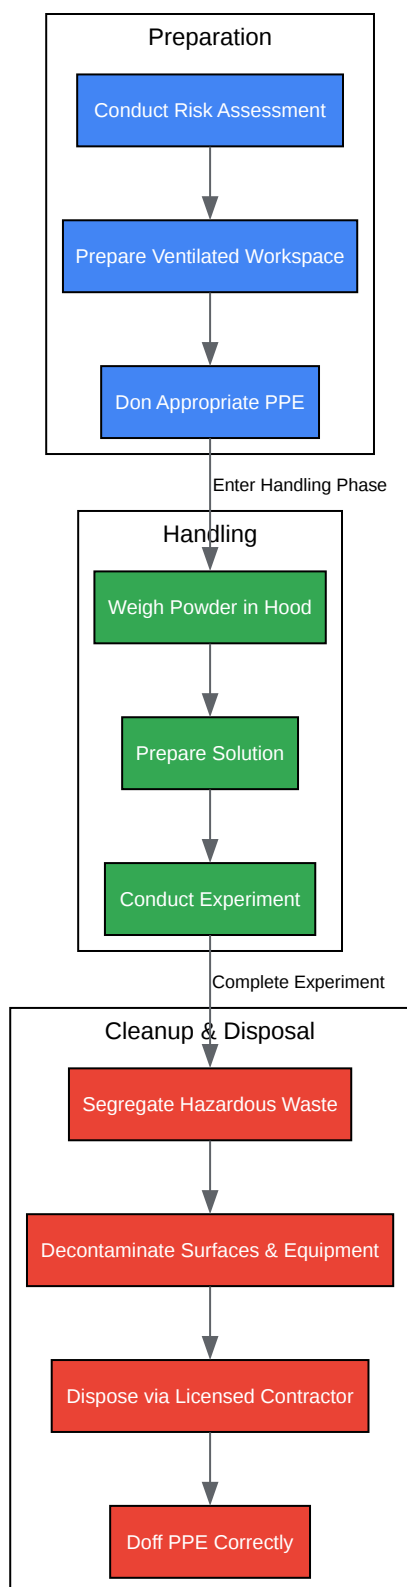 Preparation
Conduct Risk Assessment
Prepare Ventilated Workspace
Don Appropriate PPE
Enter Handling Phase
Handling
Weigh Powder in Hood
Prepare Solution
Conduct Experiment
Complete Experiment
Cleanup & Disposal
Segregate Hazardous Waste
Decontaminate Surfaces & Equipment
Dispose via Licensed Contractor
Doff PPE Correctly